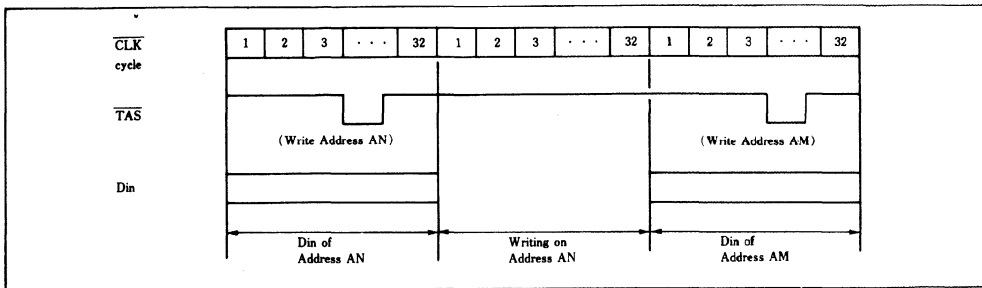 CLK
cycle
1 2 3 · · · 32 1 2 3 · · · 32 1 2 3 · · · 32
TAS
(Write Address AN) (Write Address AM)
Din
Din of Writing on Din of
Address AN Address AN Address AM